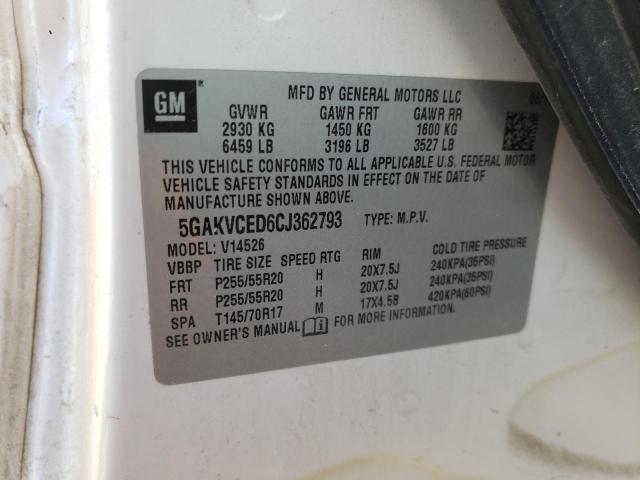 GM
MFD BY GENERAL MOTORS LLC
GVWR GAWR FRT GAWR RR
2930 KG 1450 KG 1600 KG
6459 LB 3196 LB 3527 LB
THIS VEHICLE CONFORMS TO ALL APPLICABLE U.S. FEDERAL MOTOR
VEHICLE SAFETY STANDARDS IN EFFECT ON THE DATE OF
MANUFACTURE SHOWN ABOVE.
5GAKVCED6CJ362793 TYPE: M.P.V.
MODEL: V14526
VBBP TIRE SIZE SPEED RTG RIM COLD TIRE PRESSURE
FRT P255/55R20 H 20X7.5J 240KPA(35PSI)
RR P255/55R20 H 20X7.5J 240KPA(35PSI)
SPA T145/70R17 M 17X4.5B 420KPA(60PSI)
SEE OWNER'S MANUAL FOR MORE INFORMATION.